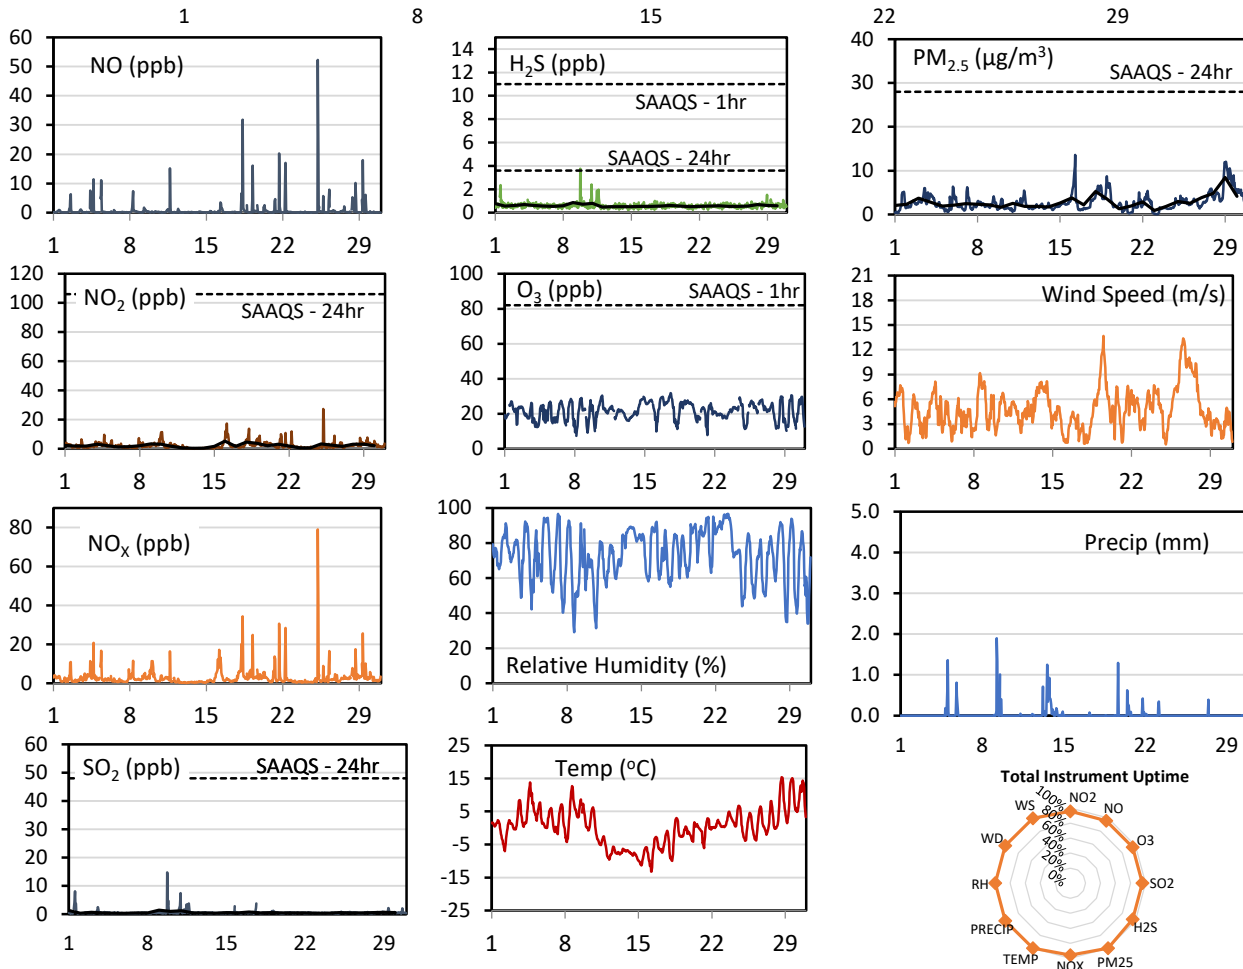 1 8 15 22 29
NO (ppb)
60
50
40
30
20
10
0
1 8 15 22 29
H2S (ppb)
SAAQS - 1hr
SAAQS - 24hr
14
12
10
8
6
4
2
0
1 8 15 22 29
PM2.5 (µg/m3)
SAAQS - 24hr
40
30
20
10
0
1 8 15 22 29
NO2 (ppb)
SAAQS - 24hr
120
100
80
60
40
20
0
1 8 15 22 29
O3 (ppb)
SAAQS - 1hr
100
80
60
40
20
0
1 8 15 22 29
Wind Speed (m/s)
21
18
15
12
9
6
3
0
1 8 15 22 29
NOX (ppb)
80
60
40
20
0
1 8 15 22 29
100
80
60
40
20
0
Relative Humidity (%)
1 8 15 22 29
Precip (mm)
5.0
4.0
3.0
2.0
1.0
0.0
1 8 15 22 29
SO2 (ppb)
SAAQS - 24hr
60
50
40
30
20
10
0
1 8 15 22 29
Temp (oC)
25
15
5
-5
-15
-25
1 8 15 22 29
Total Instrument Uptime
NO2
NO
O3
SO2
H2S
PM25
NOX
TEMP
PRECIP
RH
WD
WS
100%
80%
60%
40%
20%
0%